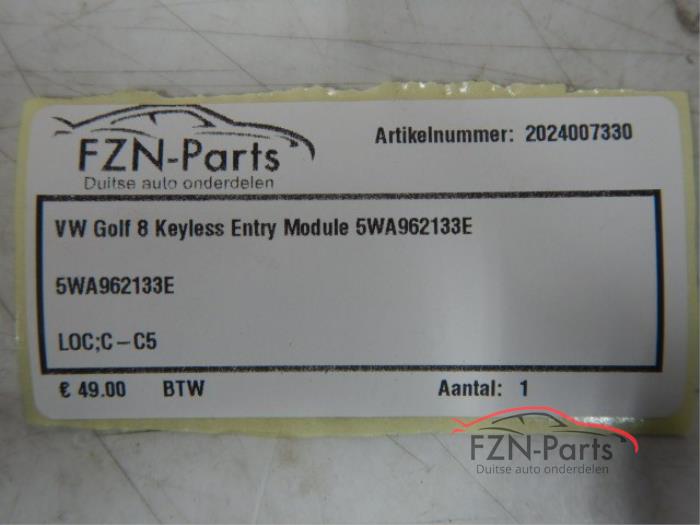 FZN-Parts
Duitse auto onderdelen
Artikelnummer: 2024007330
VW Golf 8 Keyless Entry Module 5WA962133E
5WA962133E
LOC;C-C5
€ 49.00 BTW Aantal: 1
FZN-Parts
Duitse auto onderdelen